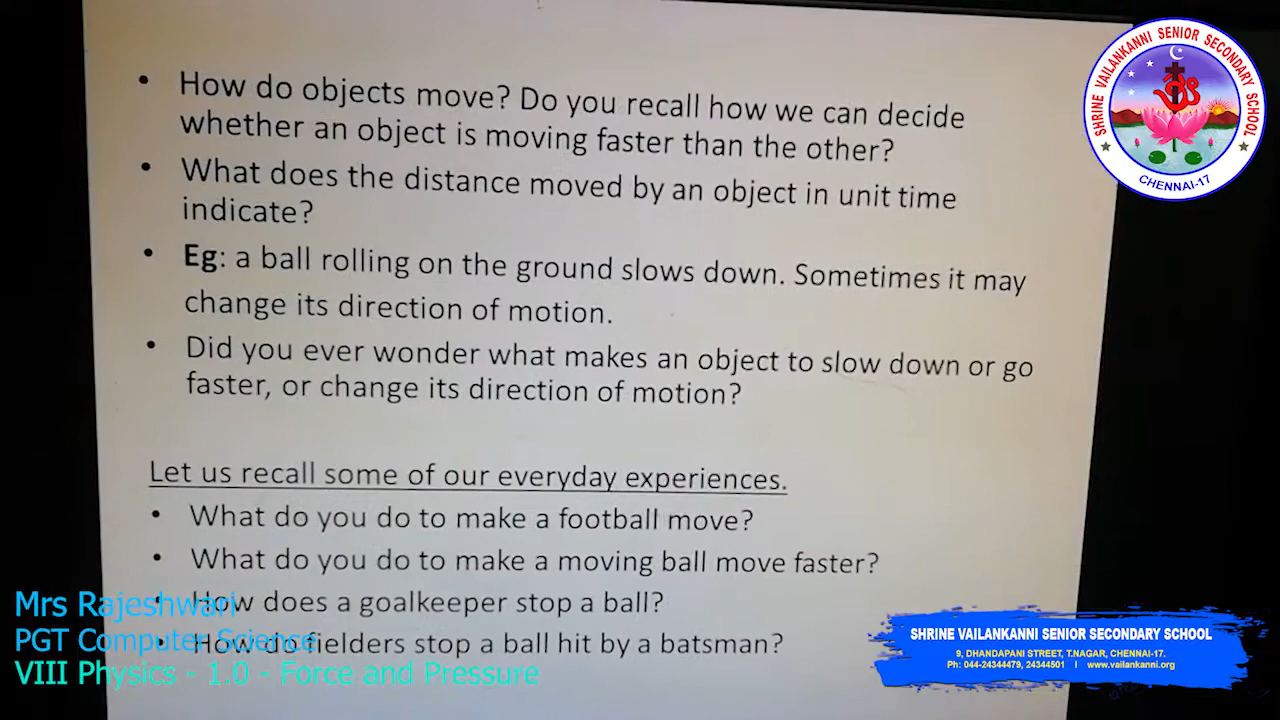 • How do objects move? Do you recall how we can decide
whether an object is moving faster than the other?
• What does the distance moved by an object in unit time
indicate?
• Eg: a ball rolling on the ground slows down. Sometimes it may
change its direction of motion.
• Did you ever wonder what makes an object to slow down or go
faster, or change its direction of motion?
Let us recall some of our everyday experiences.
• What do you do to make a football move?
• What do you do to make a moving ball move faster?
• How does a goalkeeper stop a ball?
• How do fielders stop a ball hit by a batsman?
Mrs Rajeshwari
PGT Computer Science
VIII Physics - 1.0 - Force and Pressure
SHRINE VAILANKANNI SENIOR SECONDARY SCHOOL
CHENNAI-17
SHRINE VAILANKANNI SENIOR SECONDARY SCHOOL
9, DHANDAPANI STREET, T.NAGAR, CHENNAI-17.
Ph: 044-24344479, 24344501 I www.vailankanni.org